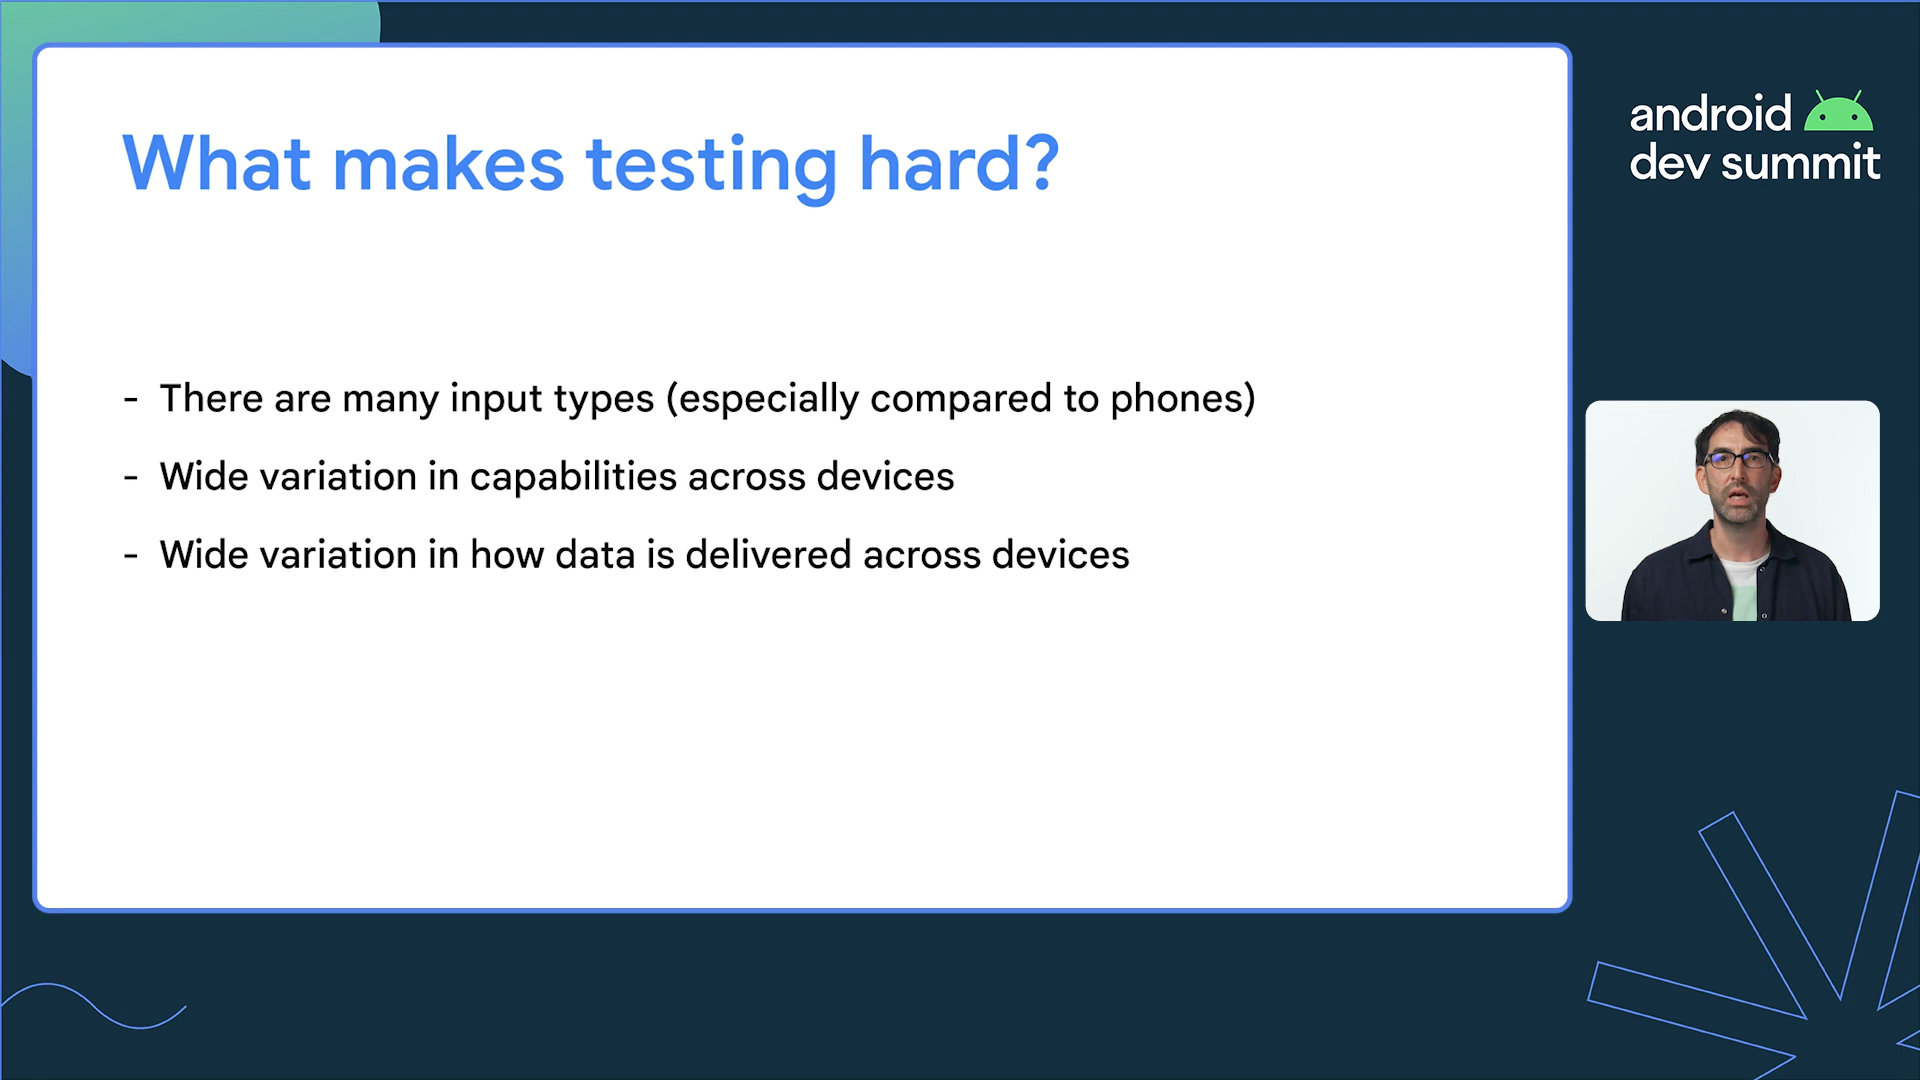 What makes testing hard?
- There are many input types (especially compared to phones)
- Wide variation in capabilities across devices
- Wide variation in how data is delivered across devices
android
dev summit